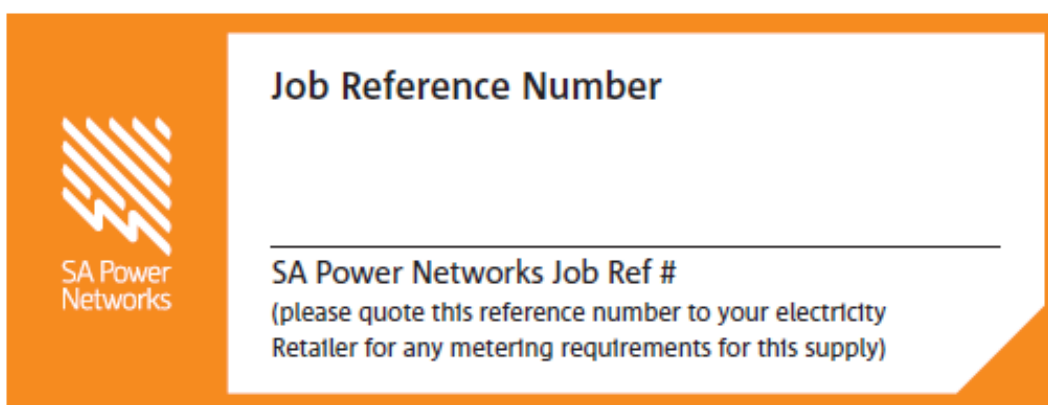 Job Reference Number
SA Power
Networks
SA Power Networks Job Ref #
(please quote this reference number to your electricity
Retailer for any metering requirements for this supply)